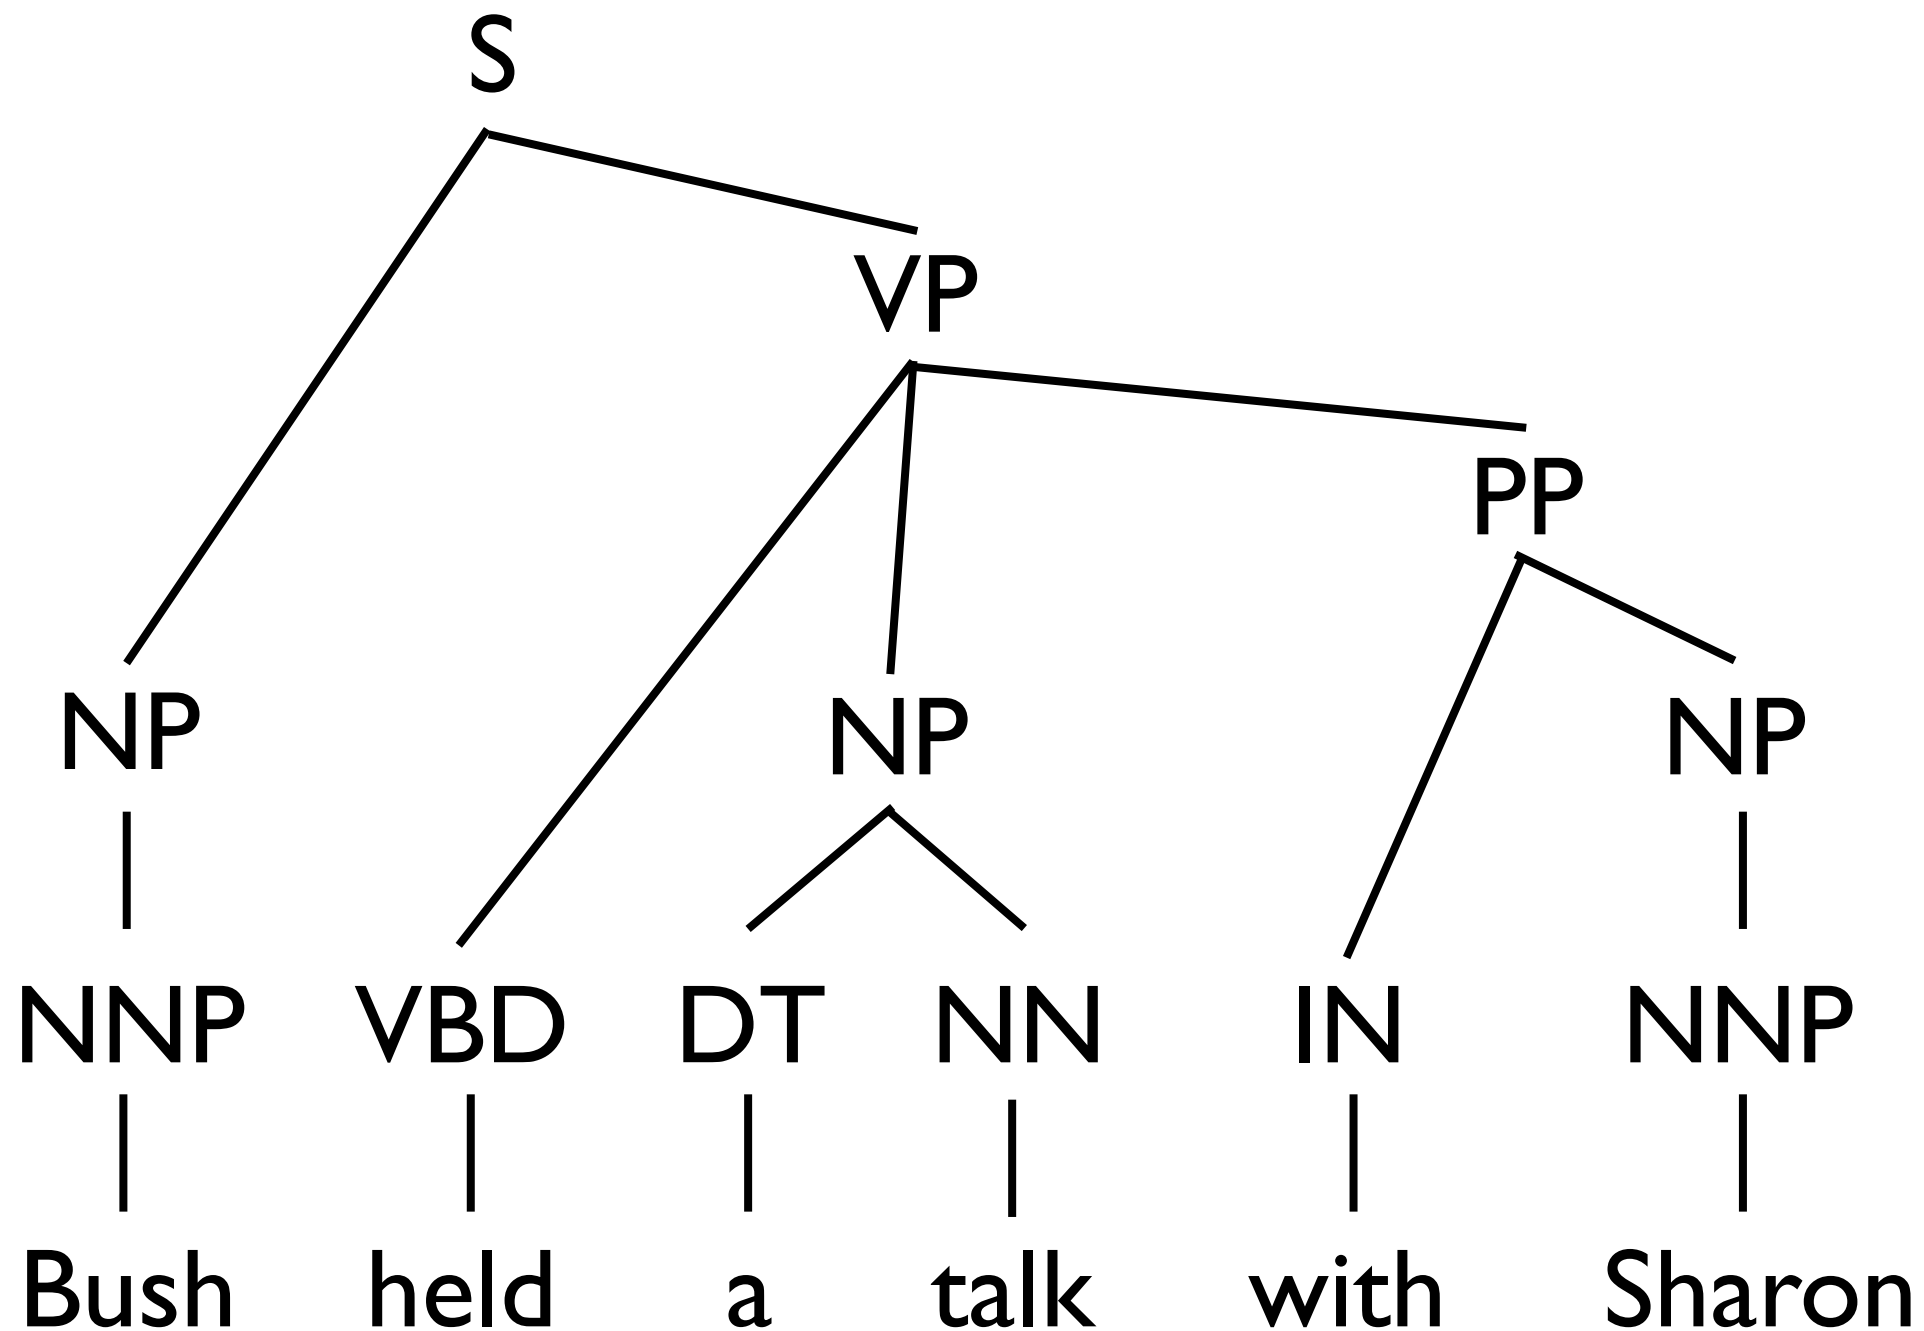 S
VP
PP
NP NP NP
NNP VBD DT NN IN NNP
Bush held a talk with Sharon